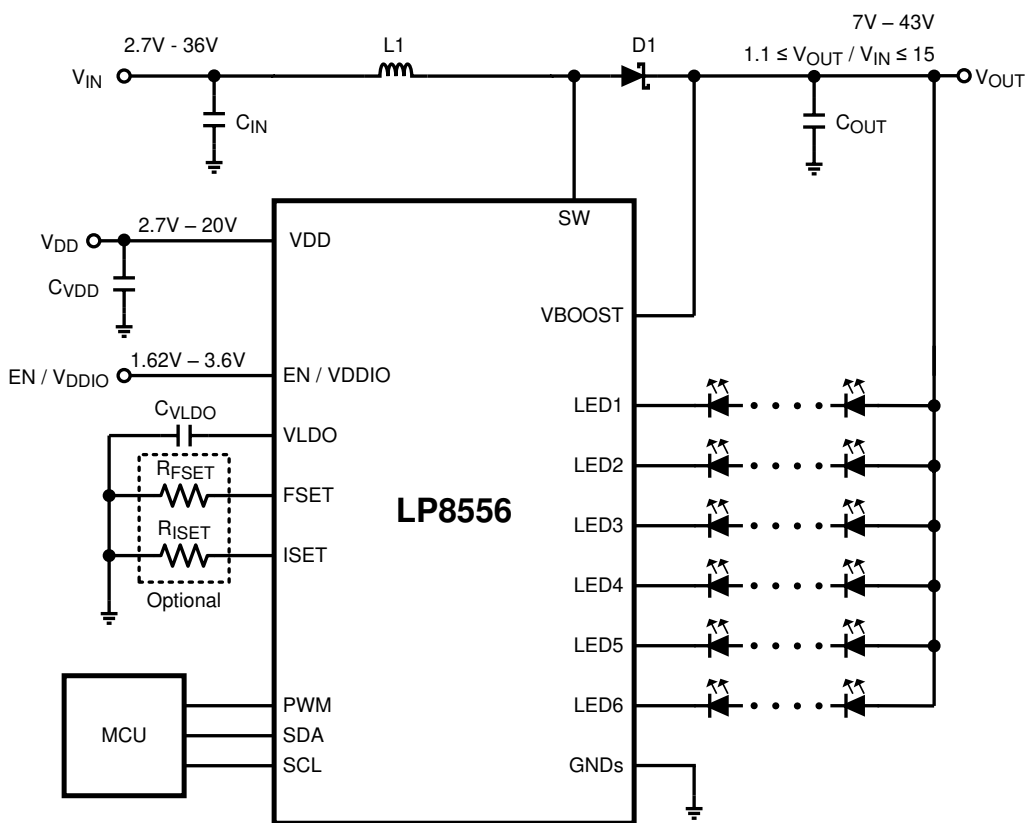 7V – 43V
2.7V - 36V
L1
D1
1.1 ≤ VOUT / VIN ≤ 15
VIN
VOUT
CIN
COUT
SW
2.7V – 20V
VDD
VDD
CVDD
VBOOST
1.62V – 3.6V
EN / VDDIO
EN / VDDIO
CVLDO
LED1
VLDO
RFSET
LED2
FSET
LP8556
LED3
RISET
ISET
LED4
Optional
LED5
PWM
LED6
MCU
SDA
SCL
GNDs